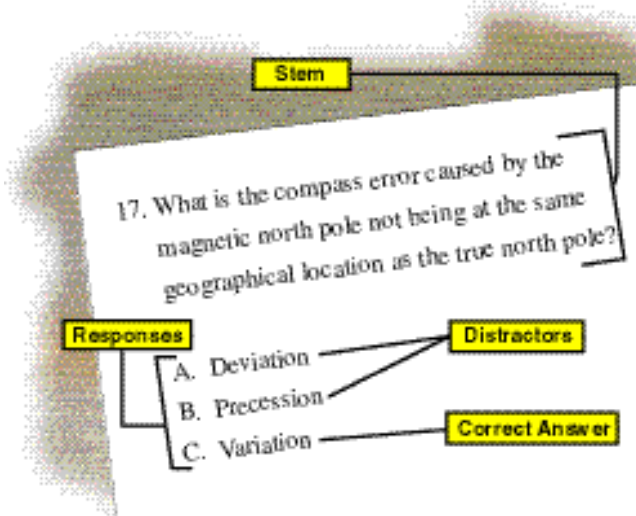 Stem
17. What is the compass error caused by the
magnetic north pole not being at the same
geographical location as the true north pole?
Responses
Distractors
A. Deviation
B. Precession
C. Variation
Correct Answer